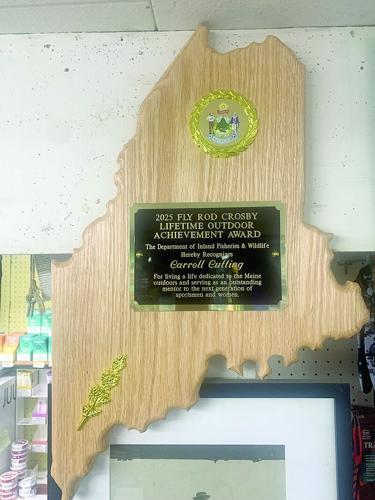 2025 FLY ROD CROSBY
LIFETIME OUTDOOR
ACHIEVEMENT AWARD
The Department of Inland Fisheries & Wildlife
Hereby Recognizes
Carroll Cutting
For living a life dedicated to the Maine
outdoors and serving as an outstanding
mentor to the next generation of
sportsmen and women.